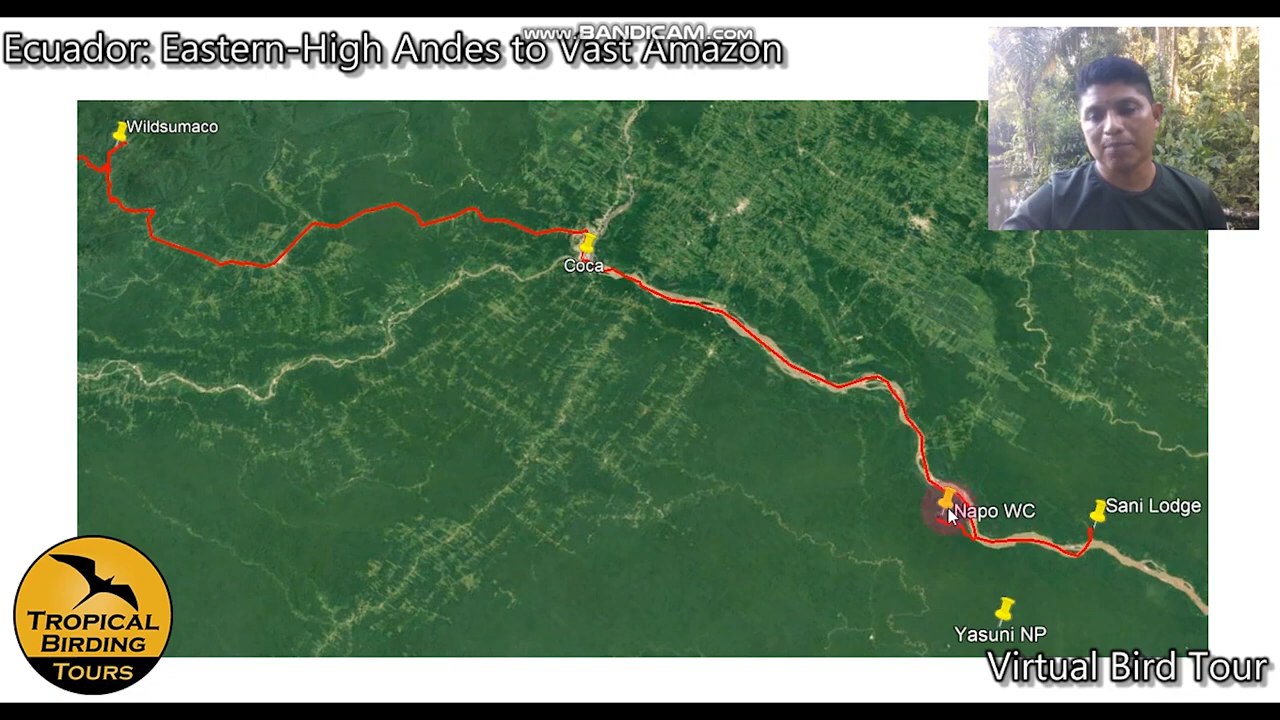 www.BANDICAM.com
Ecuador: Eastern-High Andes to Vast Amazon
Wildsumaco
Coca
Napo WC
Sani Lodge
Yasuni NP
TROPICAL
BIRDING
TOURS
Virtual Bird Tour